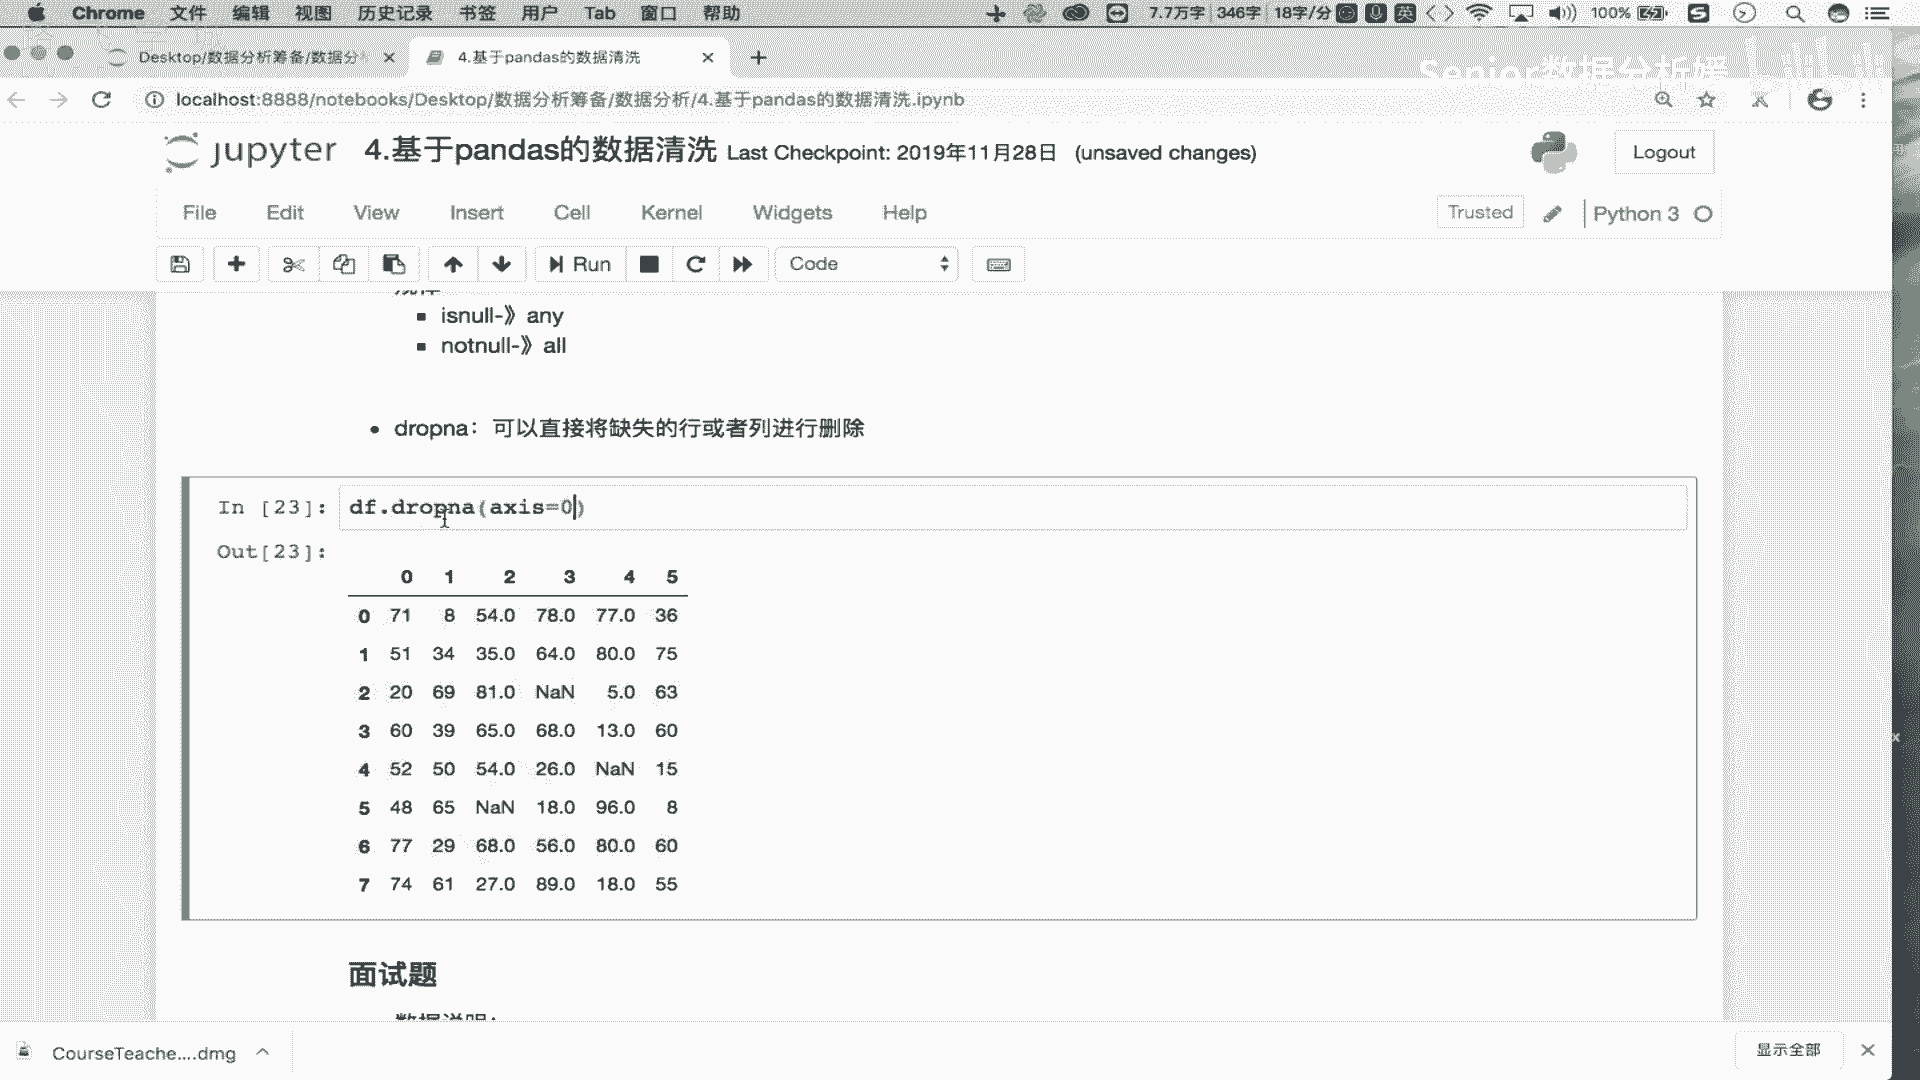 Chrome 文件 编辑 视图 历史记录 书签 用户 Tab 窗口 帮助 7.7万字 346字 18字/分 英 100%
Desktop/数据分析筹备/数据分 4.基于pandas的数据清洗
Senior数据分析媛 bilibili
localhost:8888/notebooks/Desktop/数据分析筹备/数据分析/4.基于pandas的数据清洗.ipynb
jupyter 4.基于pandas的数据清洗 Last Checkpoint: 2019年11月28日 (unsaved changes) Logout
File Edit View Insert Cell Kernel Widgets Help Trusted Python 3
Run Code
isnull-》any
notnull-》all
dropna：可以直接将缺失的行或者列进行删除
In [23]: df.dropna(axis=0)
Out[23]:
0 1 2 3 4 5
0 71 8 54.0 78.0 77.0 36
1 51 34 35.0 64.0 80.0 75
2 20 69 81.0 NaN 5.0 63
3 60 39 65.0 68.0 13.0 60
4 52 50 54.0 26.0 NaN 15
5 48 65 NaN 18.0 96.0 8
6 77 29 68.0 56.0 80.0 60
7 74 61 27.0 89.0 18.0 55
面试题
数据说明：
CourseTeache....dmg 显示全部